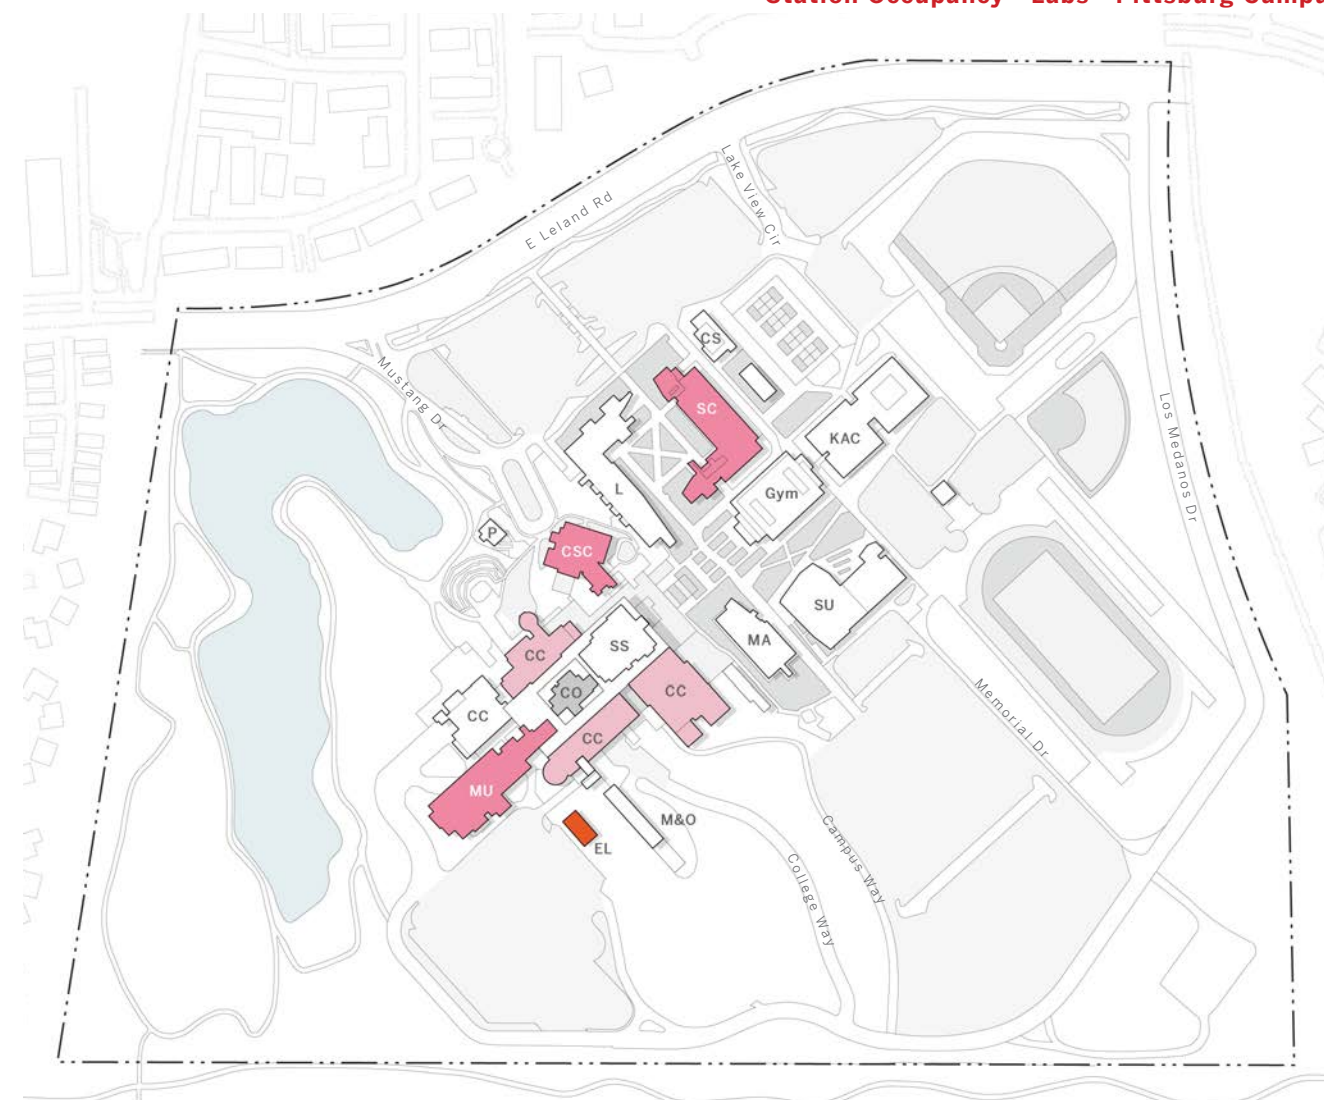 Station Occupancy - Labs - Pittsburg Campu
Lake View Cir
E Leland Rd
CS
Mustang Dr
SC
Los Medanos Dr
KAC
L
Gym
P
CSC
SU
MA
SS
CC
CO
CC
CC
Memorial Dr
CC
MU
M&O
EL
Campus Way
College Way